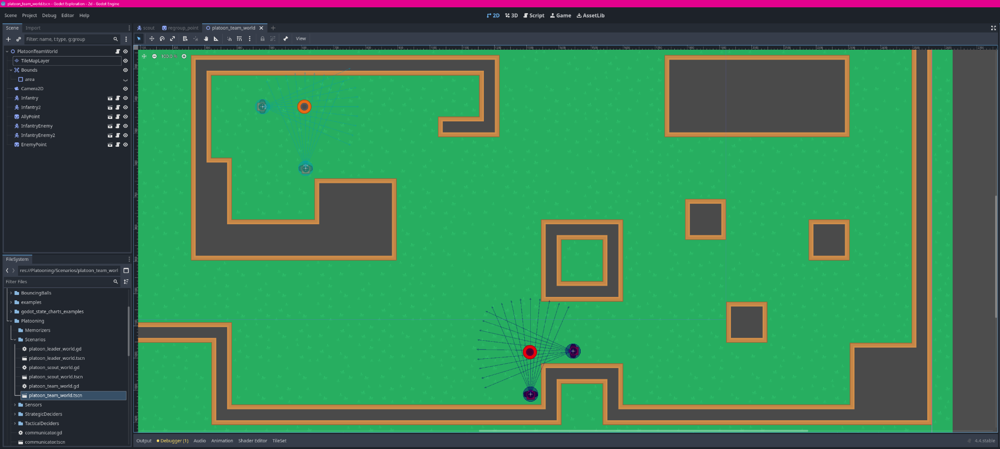 platoon_team_world.tscn - Godot Exploration - 2d - Godot Engine
Scene Project Debug Editor Help
2D 3D Script Game AssetLib
Scene Import
scout regroup_point platoon_team_world
Filter: name, t:type, g:group
View
PlatoonTeamWorld
TileMapLayer
Bounds
area
Camera2D
Infantry
Infantry2
AllyPoint
InfantryEnemy
InfantryEnemy2
EnemyPoint
100.0 %
FileSystem
res://Platooning/Scenarios/platoon_team_worl
Filter Files
BouncingBalls
examples
godot_state_charts_examples
Platooning
Memorizers
Scenarios
platoon_leader_world.gd
platoon_leader_world.tscn
platoon_scout_world.gd
platoon_scout_world.tscn
platoon_team_world.gd
platoon_team_world.tscn
Sensors
StrategicDeciders
TacticalDeciders
communicator.gd
communicator.tscn
Output Debugger (1) Audio Animation Shader Editor TileSet
4.4.stable